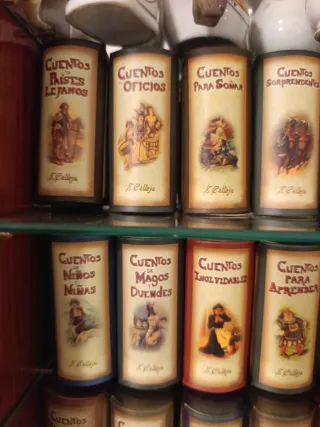 CUENTOS
DE
PAÍSES
LEJANOS
S. Calleja
CUENTOS
DE
OFICIOS
S. Calleja
CUENTOS
PARA SOÑAR
S. Calleja
CUENTOS
SORPRENDENTES
S. Calleja
CUENTOS
DE
NIÑOS
Y
NIÑAS
S. Calleja
CUENTOS
DE
MAGOS
Y
DUENDES
S. Calleja
CUENTOS
INOLVIDABLES
S. Calleja
CUENTOS
PARA
APRENDER
S. Calleja